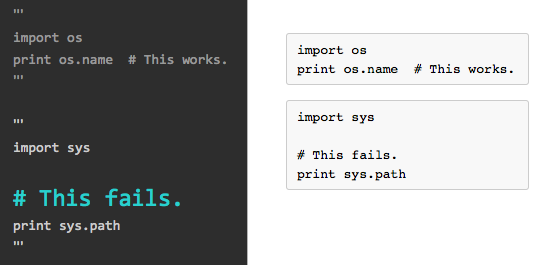 '''
import os
print os.name  # This works.
'''
'''
import sys
# This fails.
print sys.path
'''
import os
print os.name  # This works.
import sys
# This fails.
print sys.path